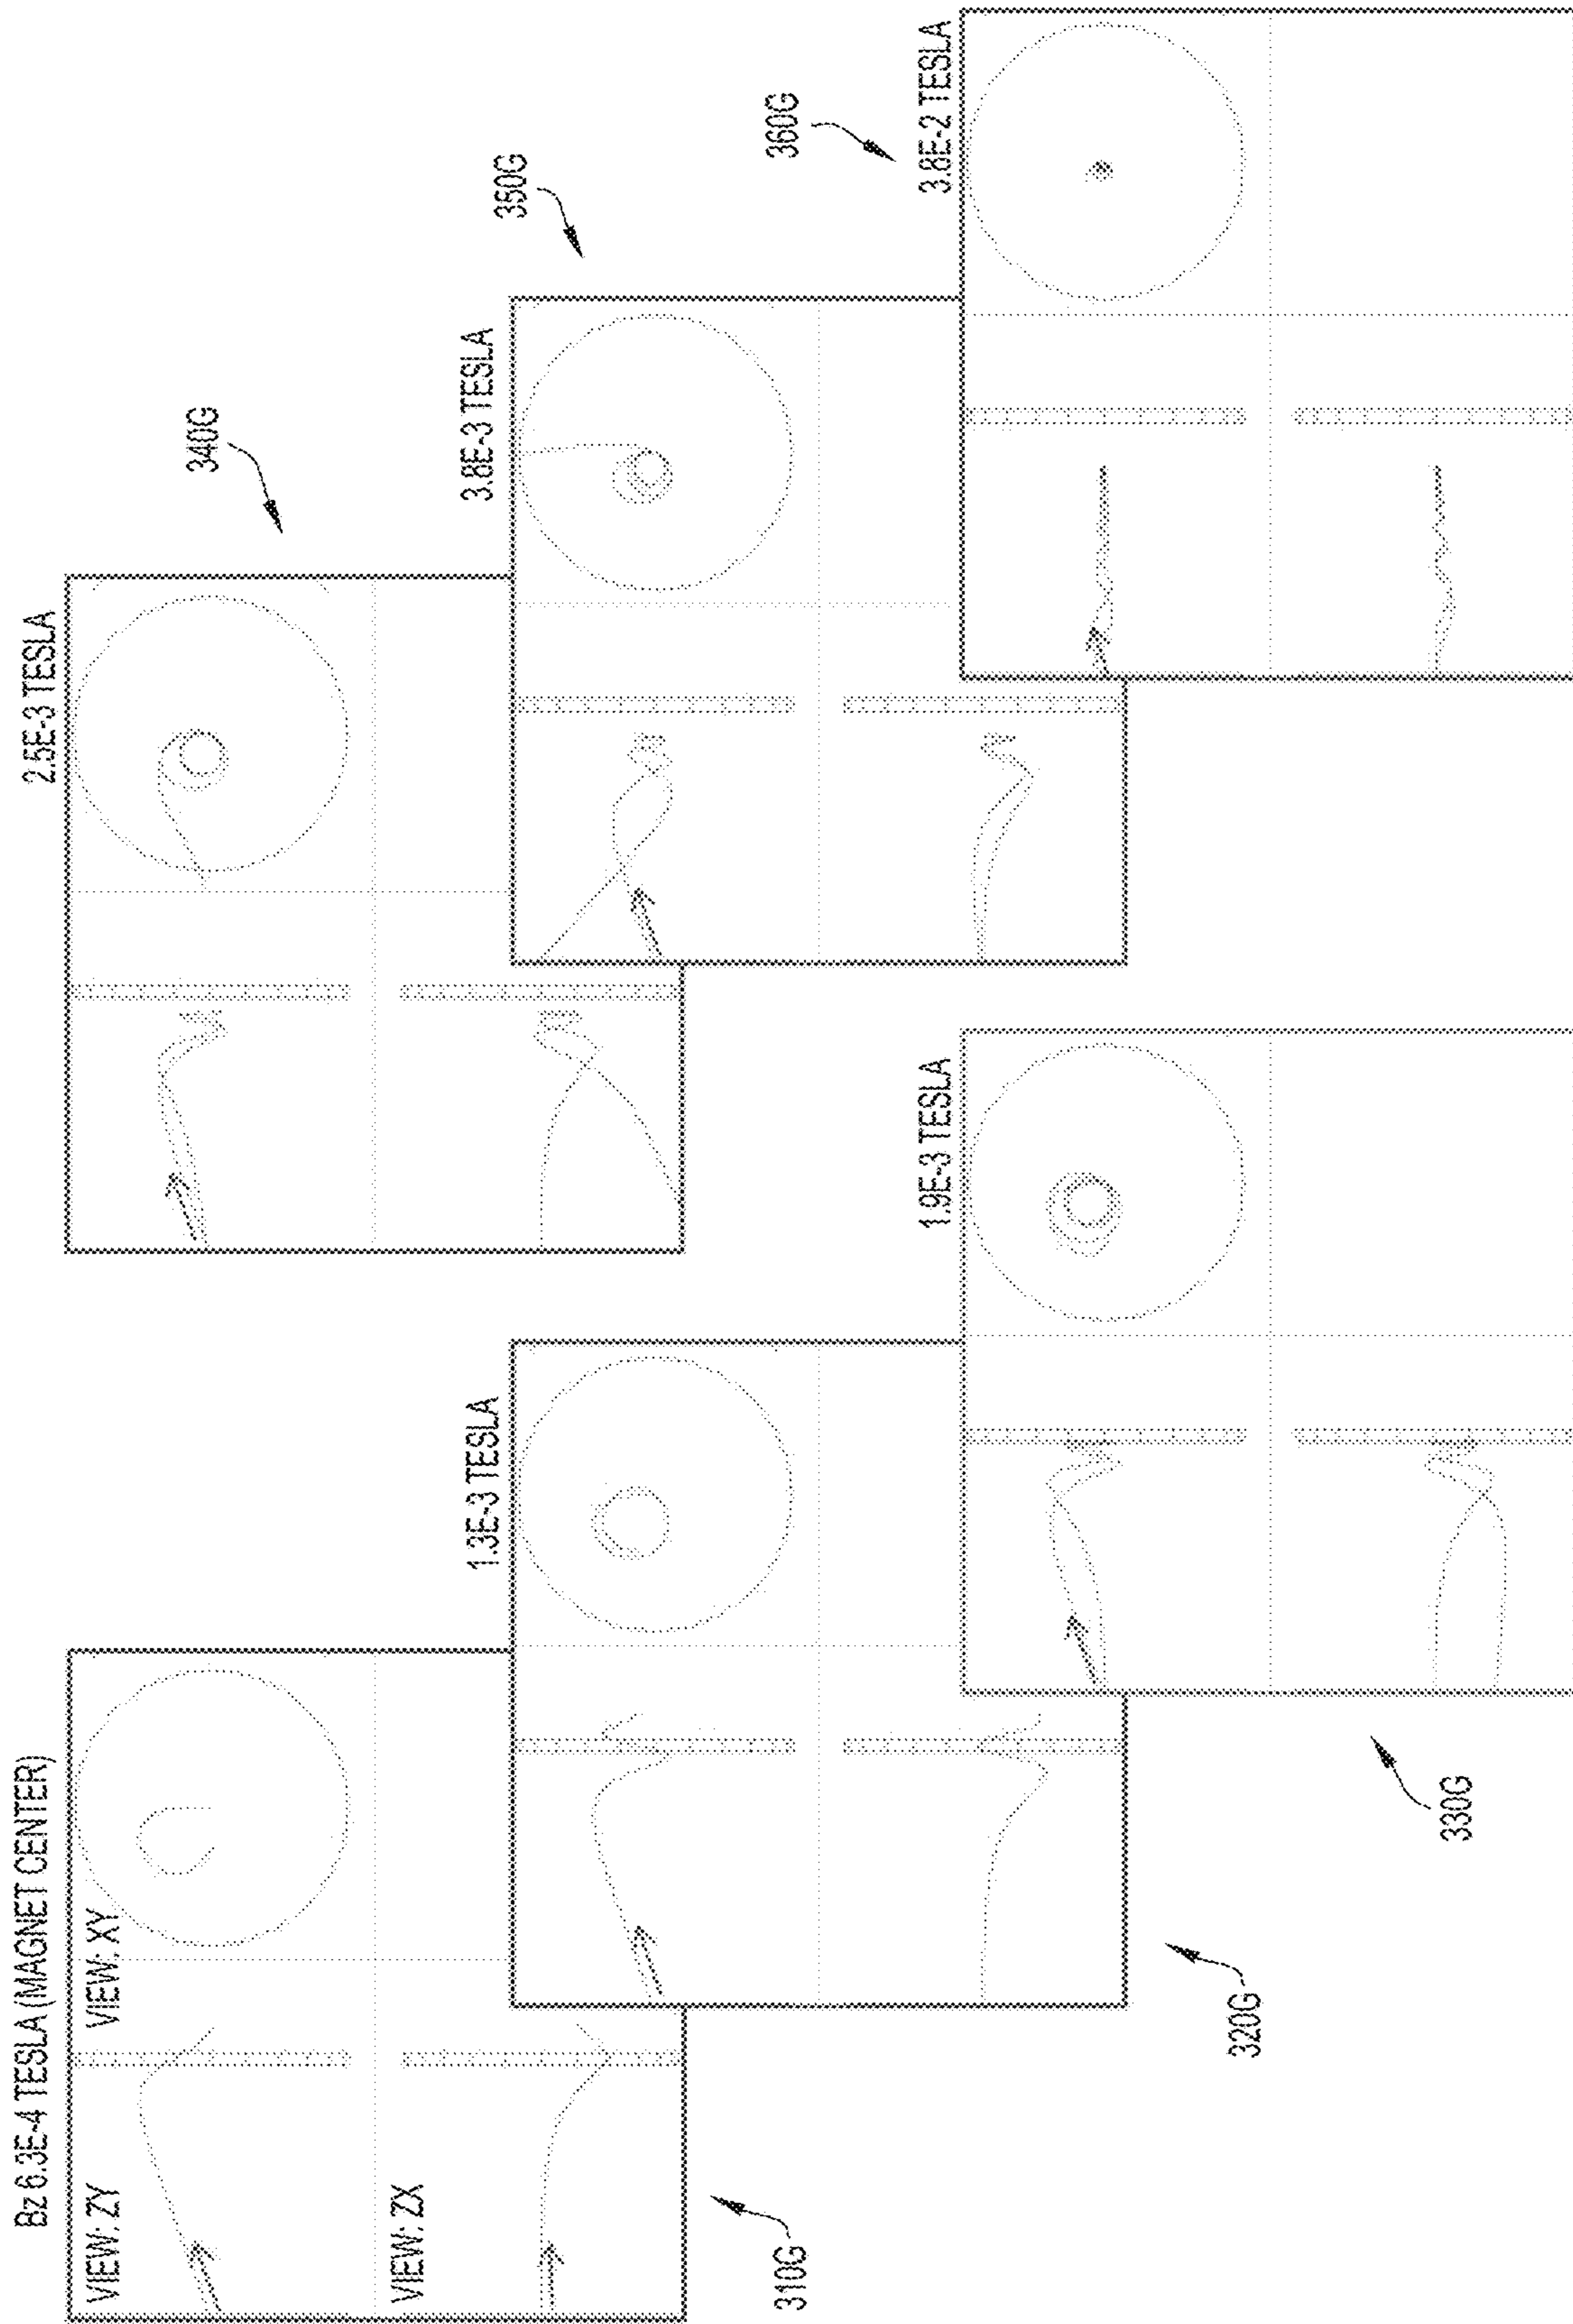 Bz 6.3E-4 TESLA (MAGNET CENTER)
VIEW: ZY
VIEW: XY
VIEW: ZX
310G
1.3E-3 TESLA
320G
1.9E-3 TESLA
330G
2.5E-3 TESLA
340G
3.8E-3 TESLA
350G
3.8E-2 TESLA
360G